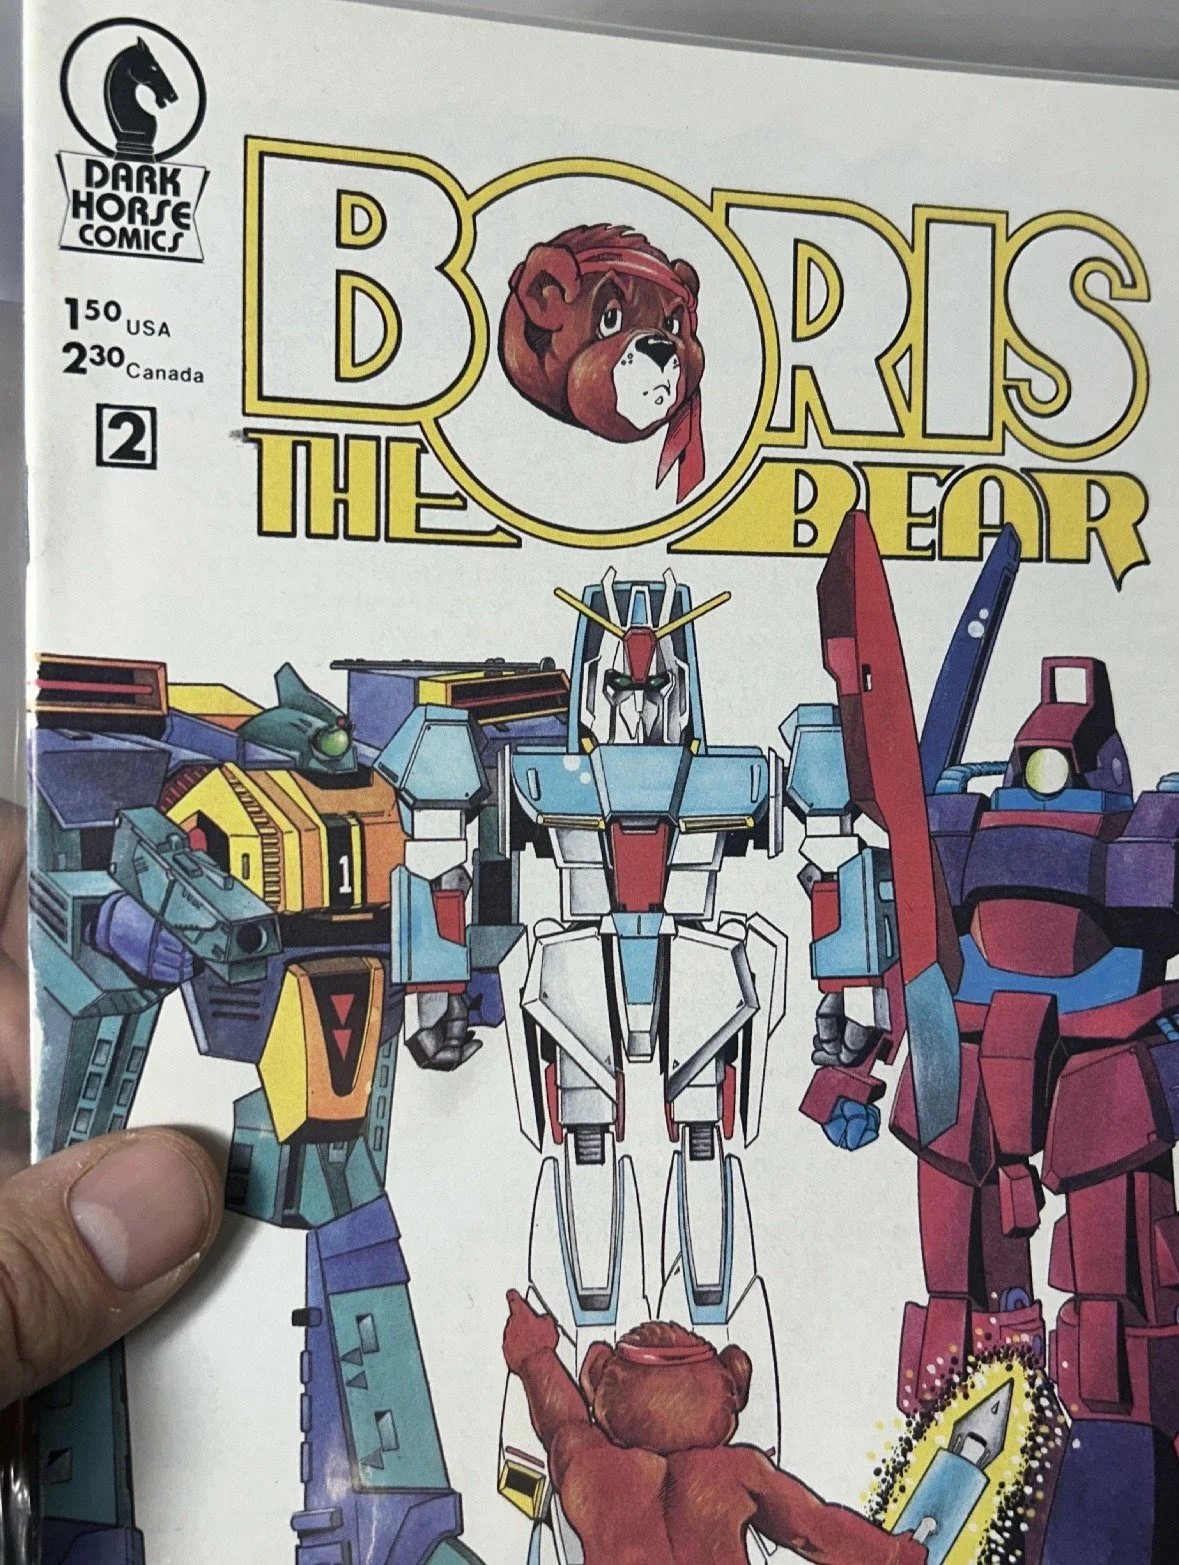 DARK
HORSE
COMICS
1.50 USA
2.30 Canada
2
BORIS
THE BEAR
1